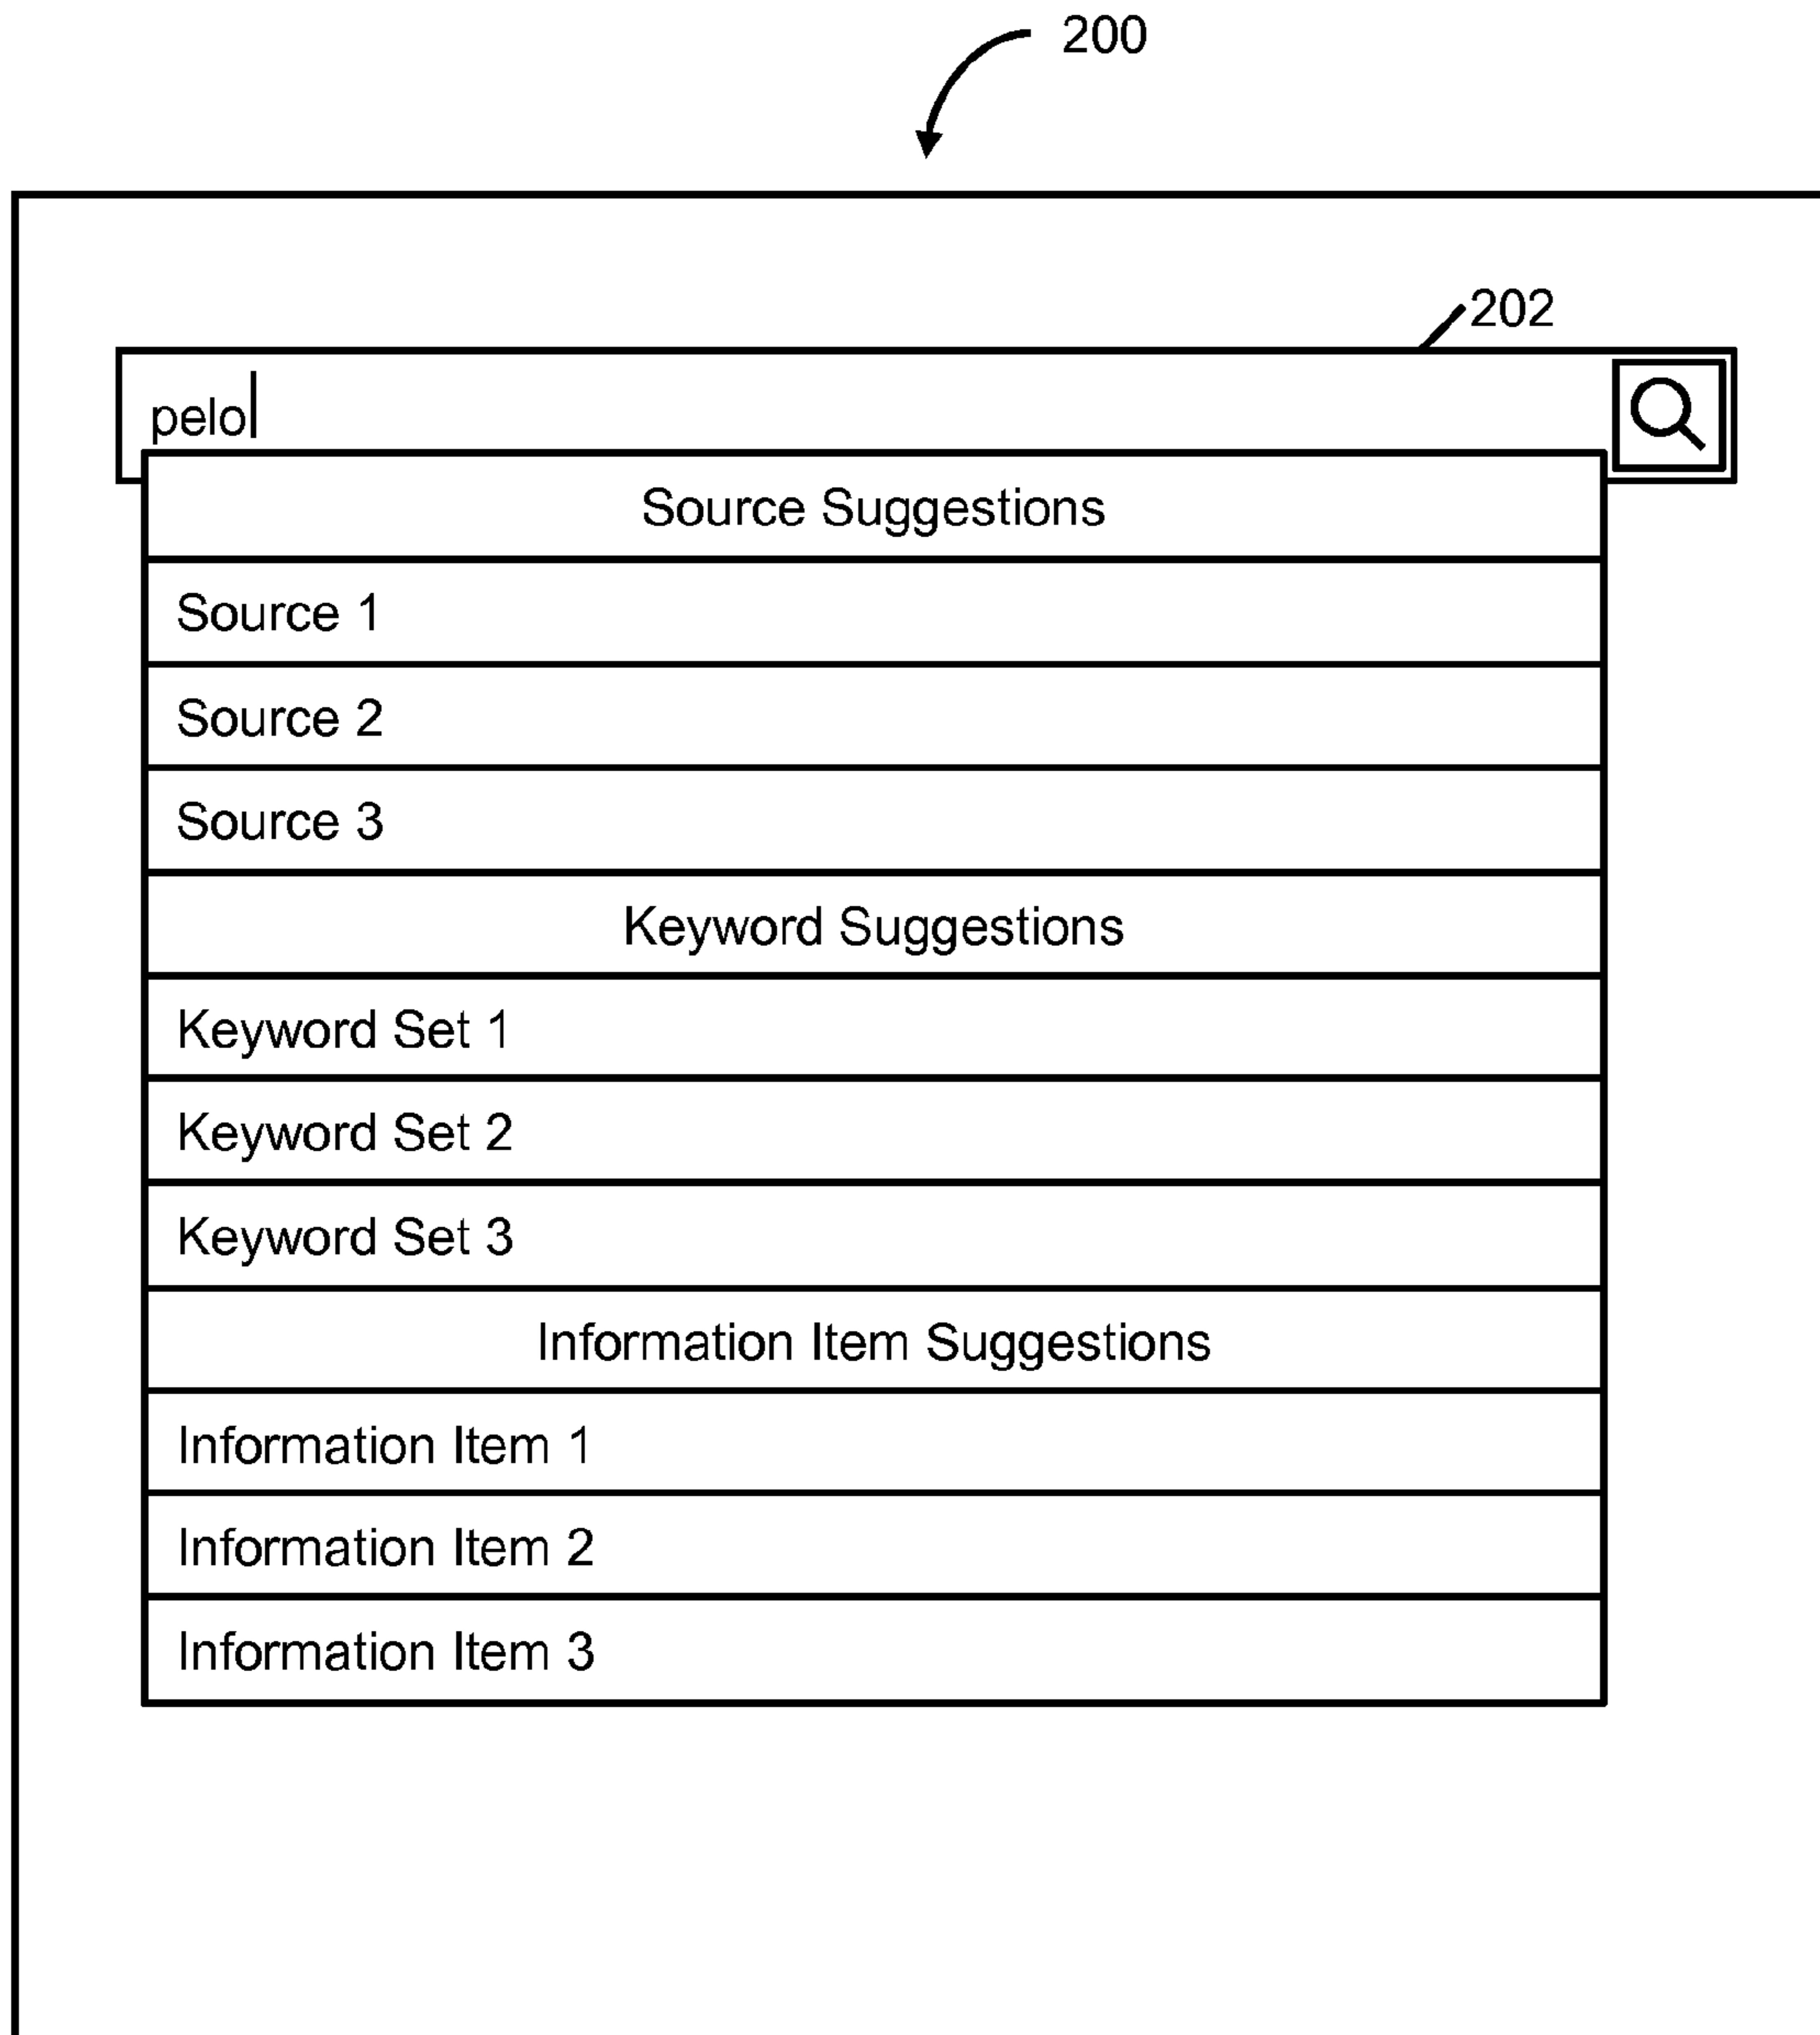 200
202
pelo
Source Suggestions
Source 1
Source 2
Source 3
Keyword Suggestions
Keyword Set 1
Keyword Set 2
Keyword Set 3
Information Item Suggestions
Information Item 1
Information Item 2
Information Item 3